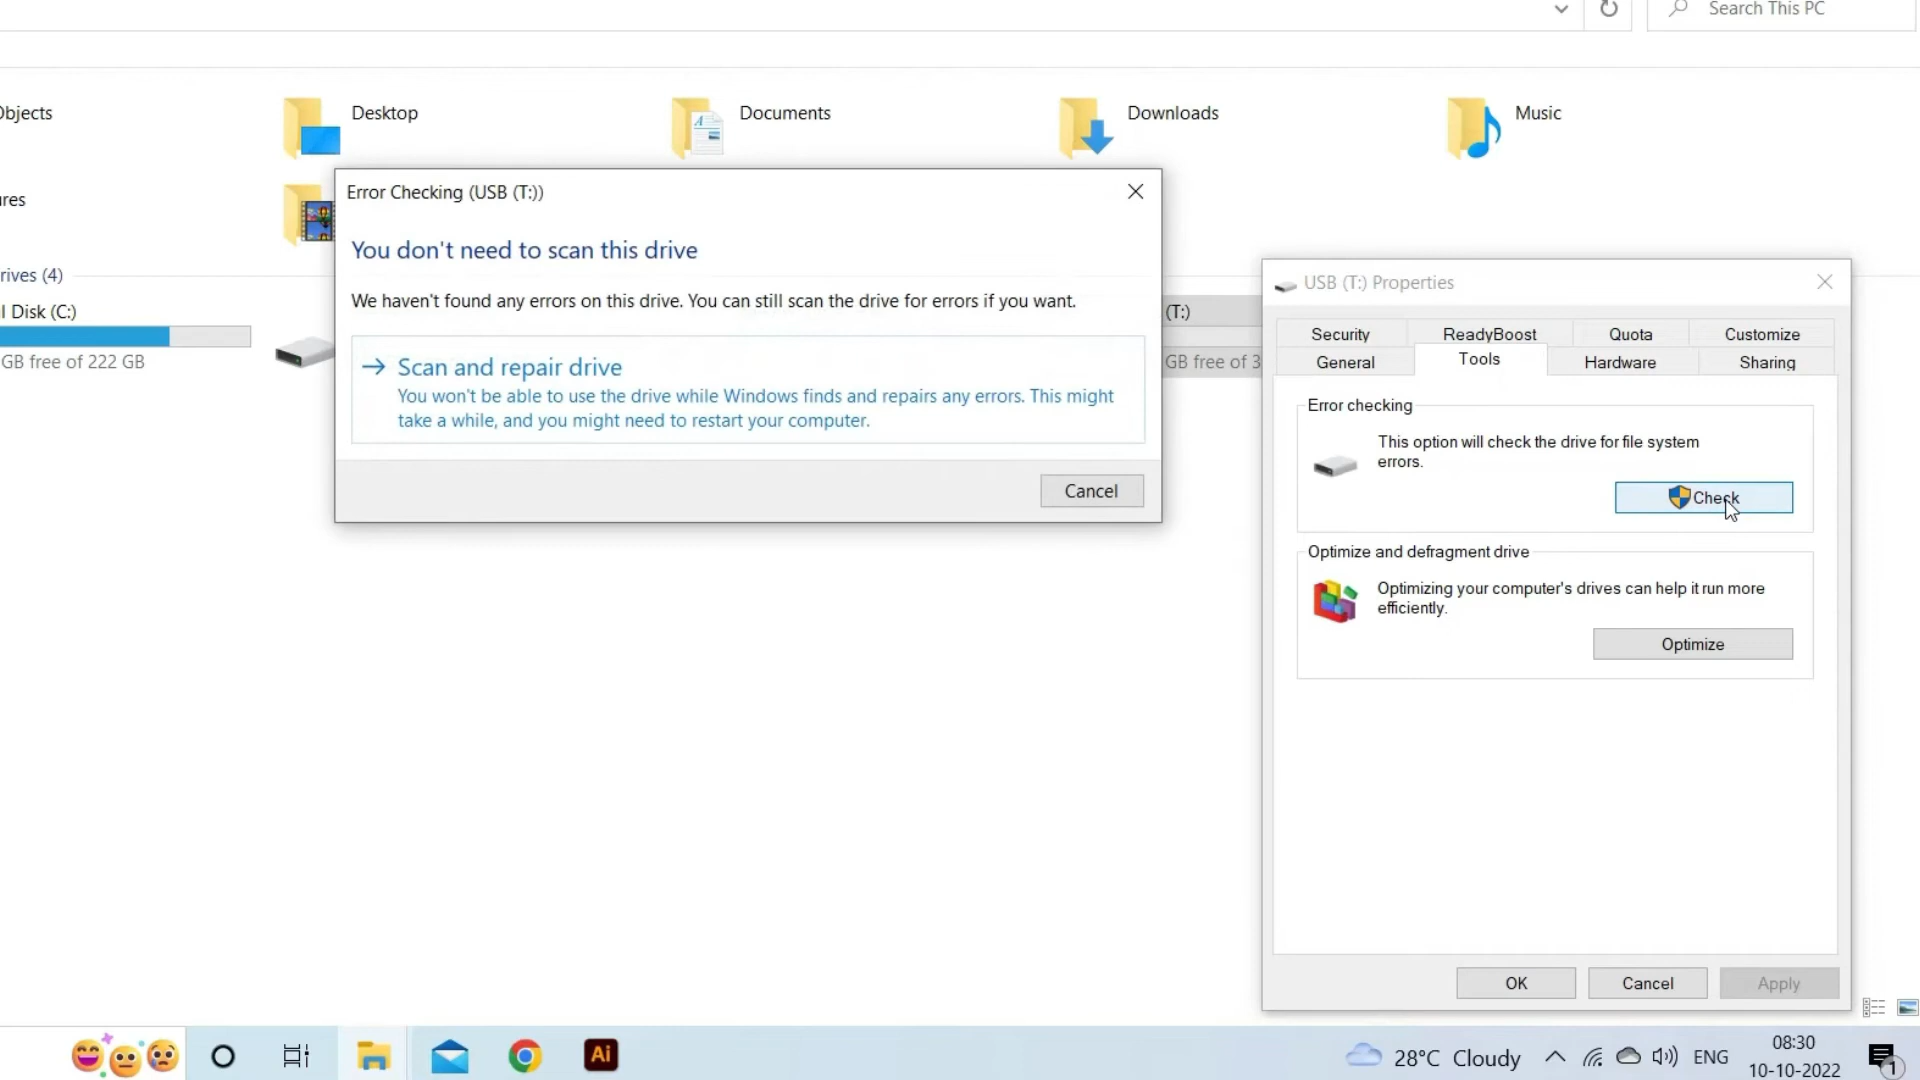 Search This PC
Objects
Desktop
Documents
Downloads
Music
res
rives (4)
l Disk (C:)
GB free of 222 GB
Error Checking (USB (T:))
You don't need to scan this drive
We haven't found any errors on this drive. You can still scan the drive for errors if you want.
Scan and repair drive
You won't be able to use the drive while Windows finds and repairs any errors. This might
take a while, and you might need to restart your computer.
Cancel
(T:)
GB free of 3
USB (T:) Properties
Security
ReadyBoost
Quota
Customize
General
Tools
Hardware
Sharing
Error checking
This option will check the drive for file system
errors.
Check
Optimize and defragment drive
Optimizing your computer's drives can help it run more
efficiently.
Optimize
OK
Cancel
Apply
Ai
28°C Cloudy
ENG
08:30
10-10-2022
1